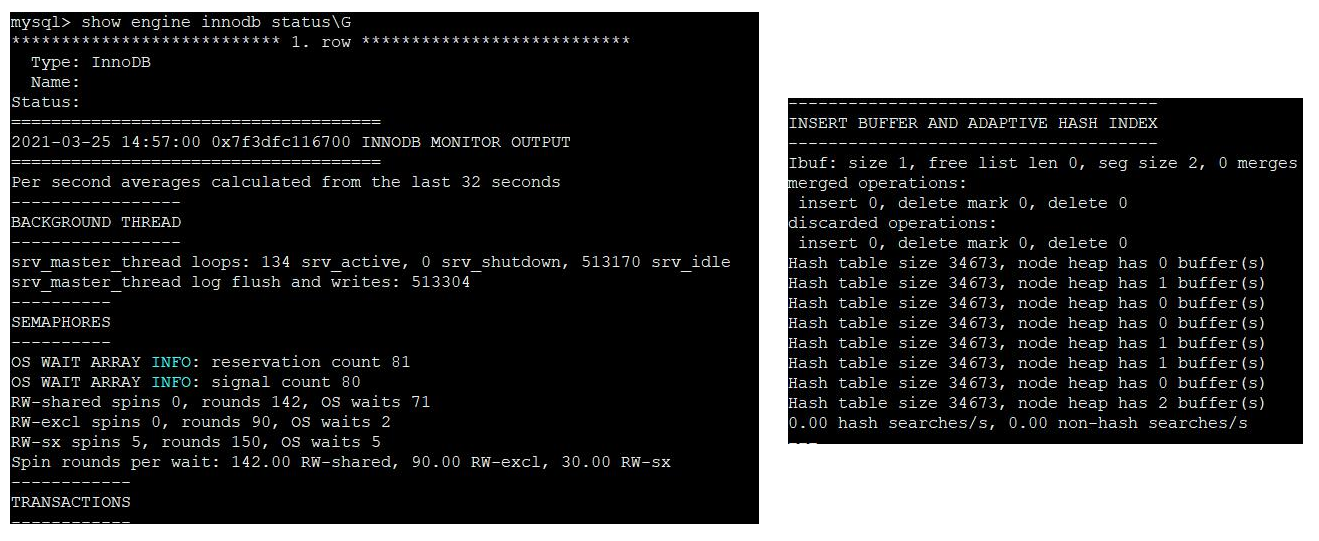 mysql> show engine innodb status\G
*************************** 1. row ***************************
  Type: InnoDB
  Name:
Status:
=====================================
2021-03-25 14:57:00 0x7f3dfc116700 INNODB MONITOR OUTPUT
=====================================
Per second averages calculated from the last 32 seconds
-----------------
BACKGROUND THREAD
-----------------
srv_master_thread loops: 134 srv_active, 0 srv_shutdown, 513170 srv_idle
srv_master_thread log flush and writes: 513304
----------
SEMAPHORES
----------
OS WAIT ARRAY INFO: reservation count 81
OS WAIT ARRAY INFO: signal count 80
RW-shared spins 0, rounds 142, OS waits 71
RW-excl spins 0, rounds 90, OS waits 2
RW-sx spins 5, rounds 150, OS waits 5
Spin rounds per wait: 142.00 RW-shared, 90.00 RW-excl, 30.00 RW-sx
------------
TRANSACTIONS
------------
-------------------------------------
INSERT BUFFER AND ADAPTIVE HASH INDEX
-------------------------------------
Ibuf: size 1, free list len 0, seg size 2, 0 merges
merged operations:
 insert 0, delete mark 0, delete 0
discarded operations:
 insert 0, delete mark 0, delete 0
Hash table size 34673, node heap has 0 buffer(s)
Hash table size 34673, node heap has 1 buffer(s)
Hash table size 34673, node heap has 0 buffer(s)
Hash table size 34673, node heap has 0 buffer(s)
Hash table size 34673, node heap has 1 buffer(s)
Hash table size 34673, node heap has 1 buffer(s)
Hash table size 34673, node heap has 0 buffer(s)
Hash table size 34673, node heap has 2 buffer(s)
0.00 hash searches/s, 0.00 non-hash searches/s
---